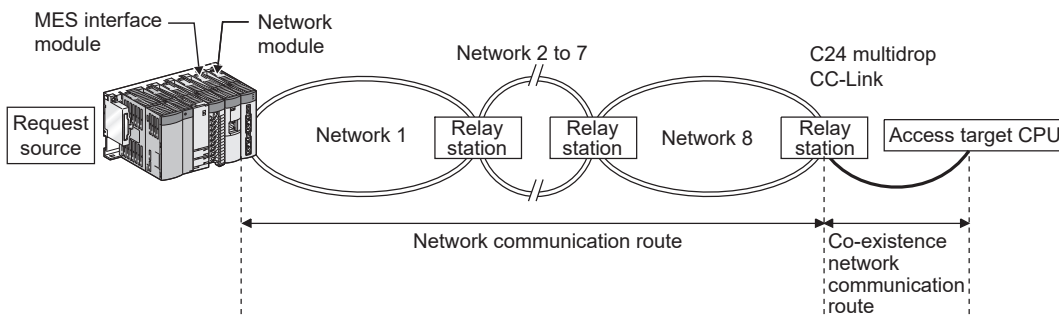 MES interface
module
Network
module
Network 2 to 7
C24 multidrop
CC-Link
Request
source
Network 1
Relay
station
Relay
station
Network 8
Relay
station
Access target CPU
Network communication route
Co-existence
network
communication
route